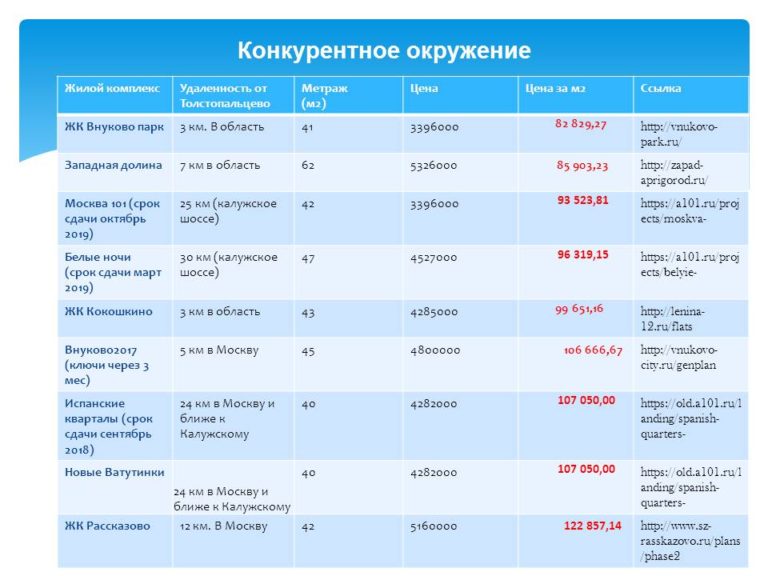 Конкурентное окружение
Жилой комплекс
Удаленность от
Толстопальцево
Метраж
(м2)
Цена
Цена за м2
Ссылка
ЖК Внуково парк
3 км. В область
41
3396000
82 829,27
http://vnukovo-
park.ru/
Западная долина
7 км в область
62
5326000
85 903,23
http://zapad-
aprigorod.ru/
Москва 101 (срок
сдачи октябрь
2019)
25 км (калужское
шоссе)
42
3396000
93 523,81
https://a101.ru/proj
ects/moskva-
Белые ночи
(срок сдачи март
2019)
30 км (калужское
шоссе)
47
4527000
96 319,15
https://a101.ru/proj
ects/belyie-
ЖК Кокошкино
3 км в область
43
4285000
99 651,16
http://lenina-
12.ru/flats
Внуково2017
(ключи через 3
мес)
5 км в Москву
45
4800000
106 666,67
http://vnukovo-
city.ru/genplan
Испанские
кварталы (срок
сдачи сентябрь
2018)
24 км в Москву и
ближе к
Калужскому
40
4282000
107 050,00
https://old.a101.ru/l
anding/spanish-
quarters-
Новые Ватутинки
24 км в Москву и
ближе к Калужскому
40
4282000
107 050,00
https://old.a101.ru/l
anding/spanish-
quarters-
ЖК Рассказово
12 км. В Москву
42
5160000
122 857,14
http://www.sz-
rasskazovo.ru/plans
/phase2